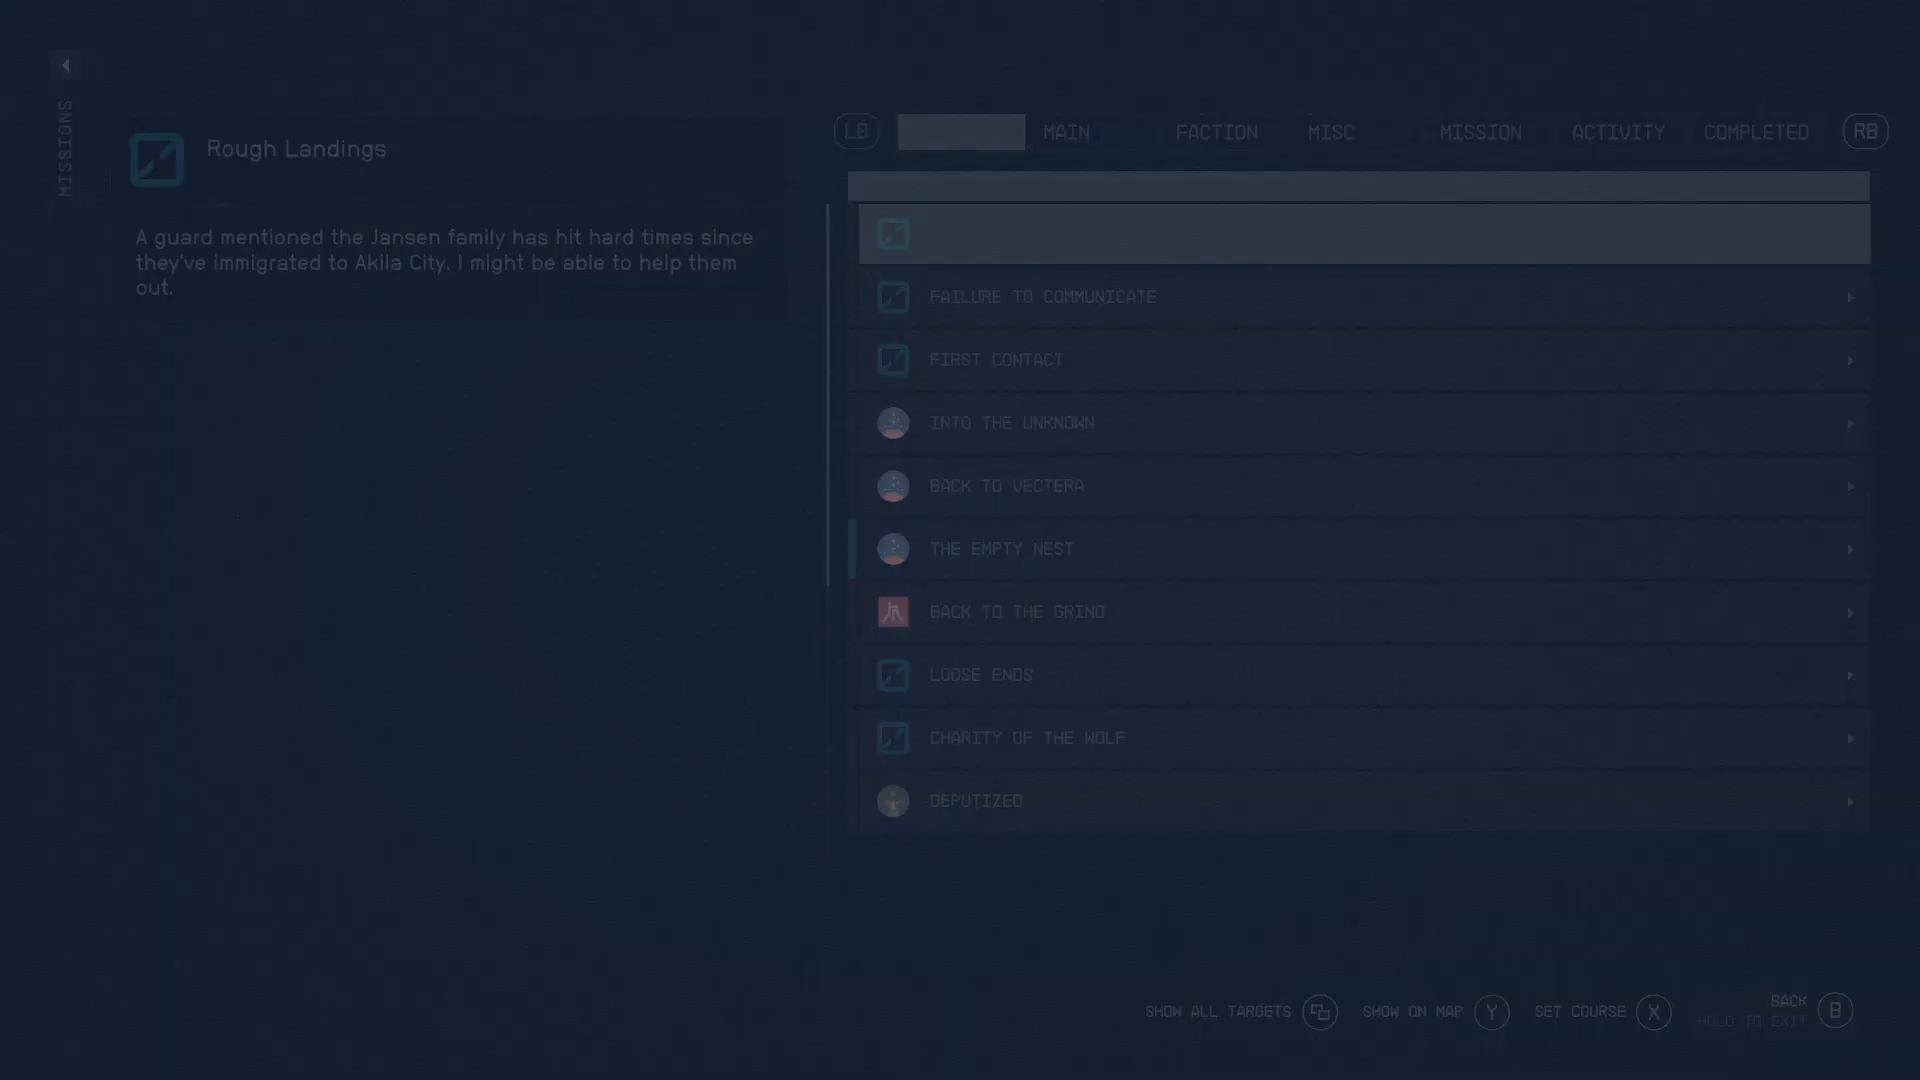 MISSIONS
Rough Landings
A guard mentioned the Jansen family has hit hard times since
they've immigrated to Akila City. I might be able to help them
out.
LB MAIN FACTION MISC MISSION ACTIVITY COMPLETED RB
FAILURE TO COMMUNICATE
FIRST CONTACT
INTO THE UNKNOWN
BACK TO VECTERA
THE EMPTY NEST
BACK TO THE GRIND
LOOSE ENDS
CHARITY OF THE WOLF
DEPUTIZED
SHOW ALL TARGETS SHOW ON MAP Y SET COURSE X BACK B
HOLD TO EXIT